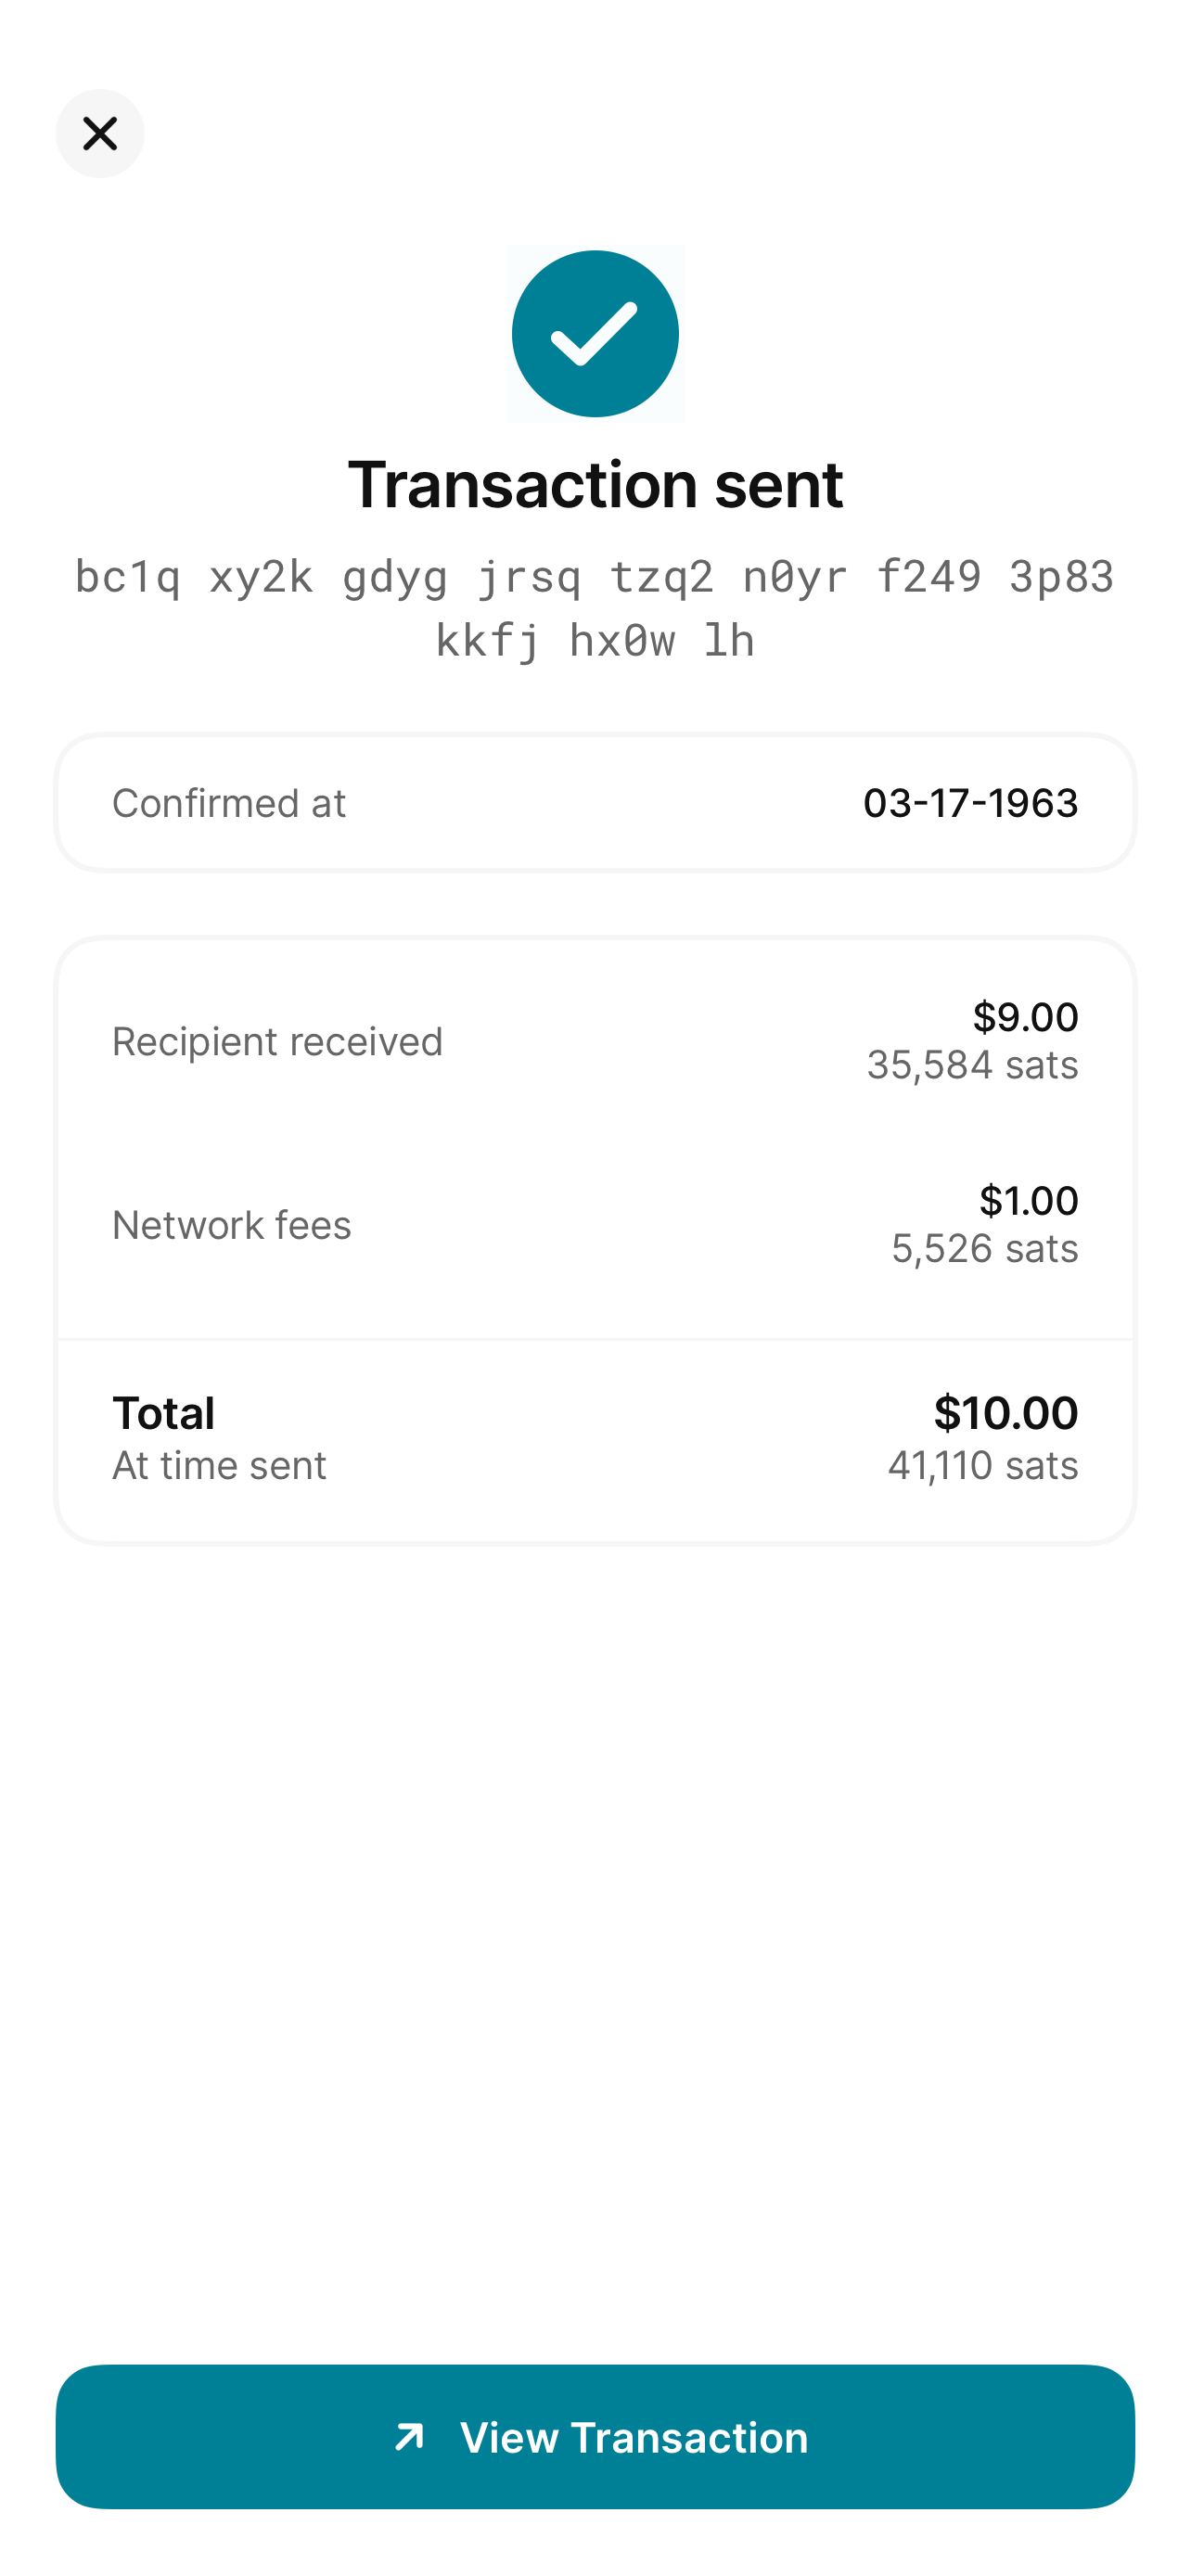 Transaction sent
bc1q xy2k gdyg jrsq tzq2 n0yr f249 3p83
kkfj hx0w lh
Confirmed at 03-17-1963
Recipient received $9.00
35,584 sats
Network fees $1.00
5,526 sats
Total $10.00
At time sent 41,110 sats
View Transaction